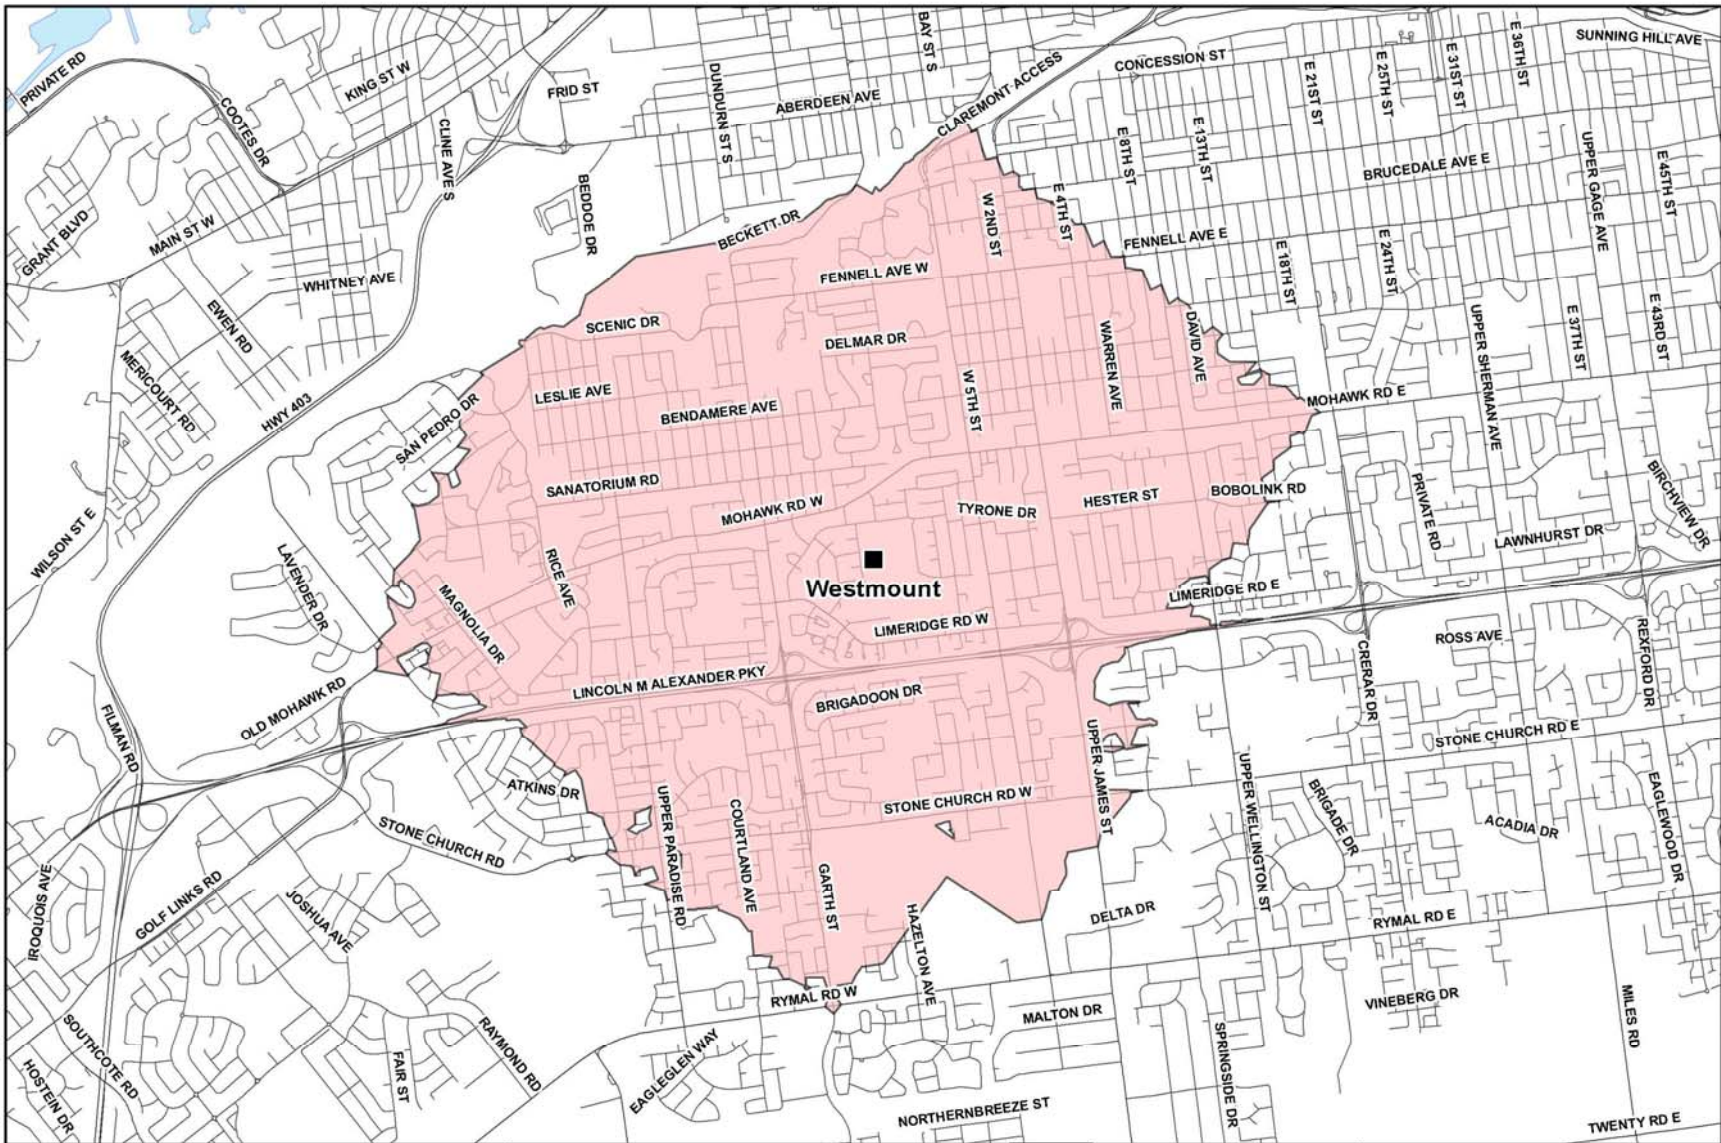 BAY ST S
SUNNING HILL AVE
E 36TH ST
CONCESSION ST
PRIVATE RD
KING ST W
FRID ST
DUNDURN ST S
ABERDEEN AVE
CLAREMONT ACCESS
E 21ST ST
E 25TH ST
E 31ST ST
COOTES DR
CLINE AVE S
E 8TH ST
E 13TH ST
BRUCEDALE AVE E
UPPER GAGE AVE
E 45TH ST
GRANT BLVD
MAIN ST W
BEDDOE DR
BECKETT DR
W 2ND ST
E 4TH ST
FENNELL AVE E
E 18TH ST
E 24TH ST
WHITNEY AVE
FENNELL AVE W
EWEN RD
SCENIC DR
DELMAR DR
WARREN AVE
DAVID AVE
UPPER SHERMAN AVE
E 37TH ST
E 43RD ST
MERICOURT RD
HWY 403
SAN PEDRO DR
LESLIE AVE
BENDAMERE AVE
W 5TH ST
MOHAWK RD E
SANATORIUM RD
MOHAWK RD W
TYRONE DR
HESTER ST
BOBOLINK RD
PRIVATE RD
BIRCHVIEW DR
WILSON ST E
LAWNHURST DR
LAVENDER DR
RICE AVE
MAGNOLIA DR
Westmount
LIMERIDGE RD E
LIMERIDGE RD W
ROSS AVE
REXFORD DR
CRERAR DR
OLD MOHAWK RD
LINCOLN M ALEXANDER PKY
BRIGADOON DR
FILMAN RD
UPPER JAMES ST
STONE CHURCH RD E
ATKINS DR
UPPER PARADISE RD
COURTLAND AVE
STONE CHURCH RD W
UPPER WELLINGTON ST
BRIGADE DR
ACADIA DR
EAGLEWOOD DR
STONE CHURCH RD
IROQUOIS AVE
GOLF LINKS RD
JOSHUA AVE
GARTH ST
HAZELTON AVE
DELTA DR
RYMAL RD E
RYMAL RD W
MALTON DR
VINEBERG DR
MILES RD
SOUTHCOTE RD
HOSTEIN DR
FAIR ST
RAYMOND RD
EAGLEGLEN WAY
SPRINGSIDE DR
NORTHERNBREEZE ST
TWENTY RD E